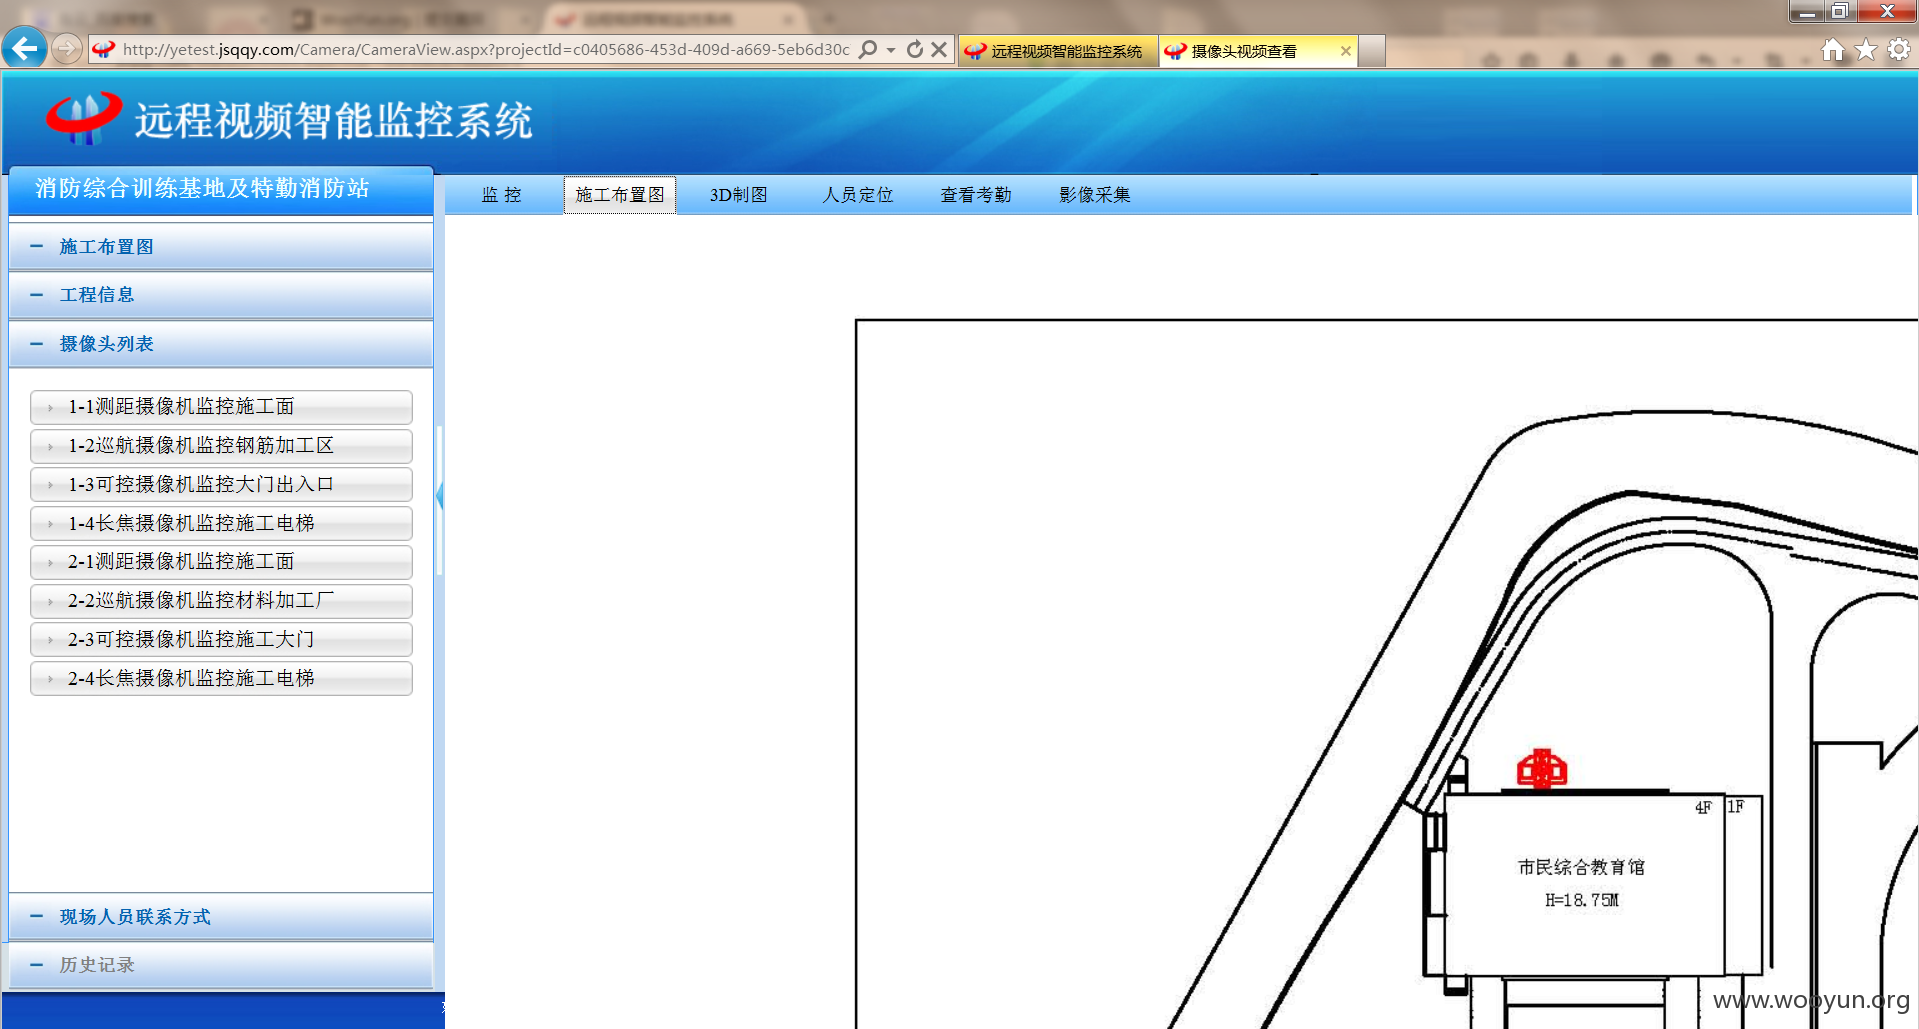 http://yetest.jsqqy.com/Camera/CameraView.aspx?projectId=c0405686-453d-409d-a669-5eb6d30c
远程视频智能监控系统
摄像头视频查看
远程视频智能监控系统
消防综合训练基地及特勤消防站
监 控
施工布置图
3D制图
人员定位
查看考勤
影像采集
施工布置图
工程信息
摄像头列表
1-1测距摄像机监控施工面
1-2巡航摄像机监控钢筋加工区
1-3可控摄像机监控大门出入口
1-4长焦摄像机监控施工电梯
2-1测距摄像机监控施工面
2-2巡航摄像机监控材料加工厂
2-3可控摄像机监控施工大门
2-4长焦摄像机监控施工电梯
现场人员联系方式
历史记录
4F
1F
市民综合教育馆
H=18.75M
www.wooyun.org